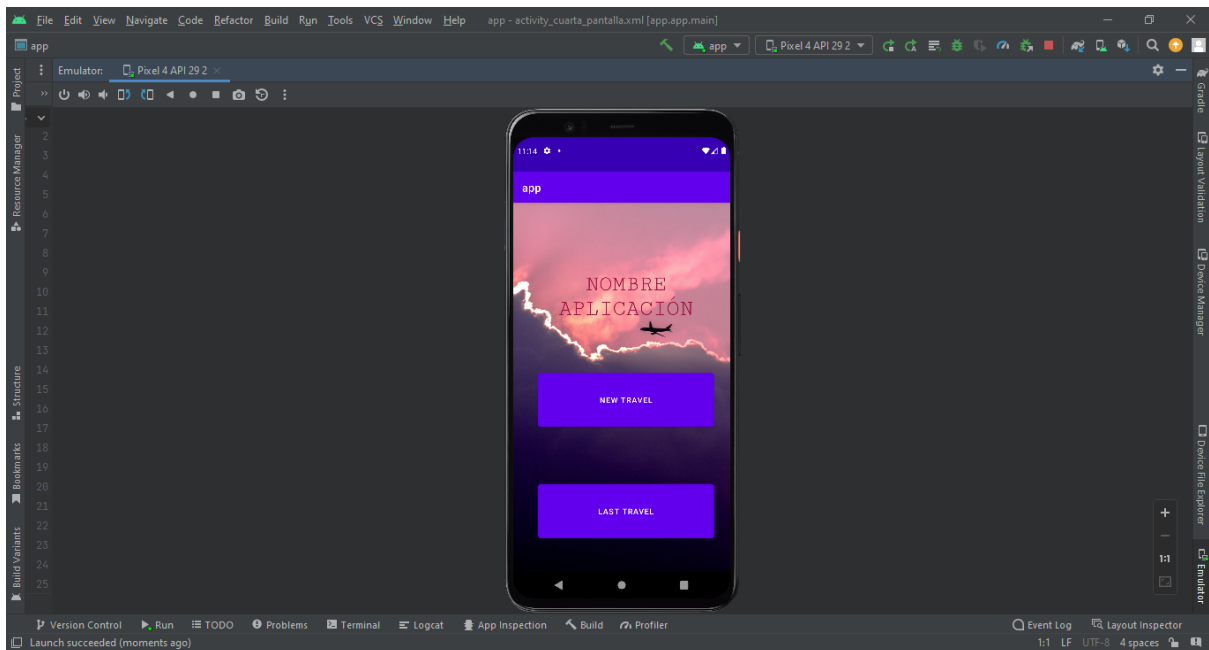 File Edit View Navigate Code Refactor Build Run Tools VCS Window Help app - activity_cuarta_pantalla.xml [app.app.main]
app
app
Pixel 4 API 29 2
Emulator:
Pixel 4 API 29 2
Project
Resource Manager
Structure
Bookmarks
Build Variants
2
3
4
5
6
7
8
9
10
11
12
13
14
15
16
17
18
19
20
21
22
23
24
25
11:14
app
NOMBRE
APLICACIÓN
NEW TRAVEL
LAST TRAVEL
1:1
Gradle
Layout Validation
Device Manager
Device File Explorer
Emulator
Version Control Run TODO Problems Terminal Logcat App Inspection Build Profiler Event Log Layout Inspector
Launch succeeded (moments ago) 1:1 LF UTF-8 4 spaces